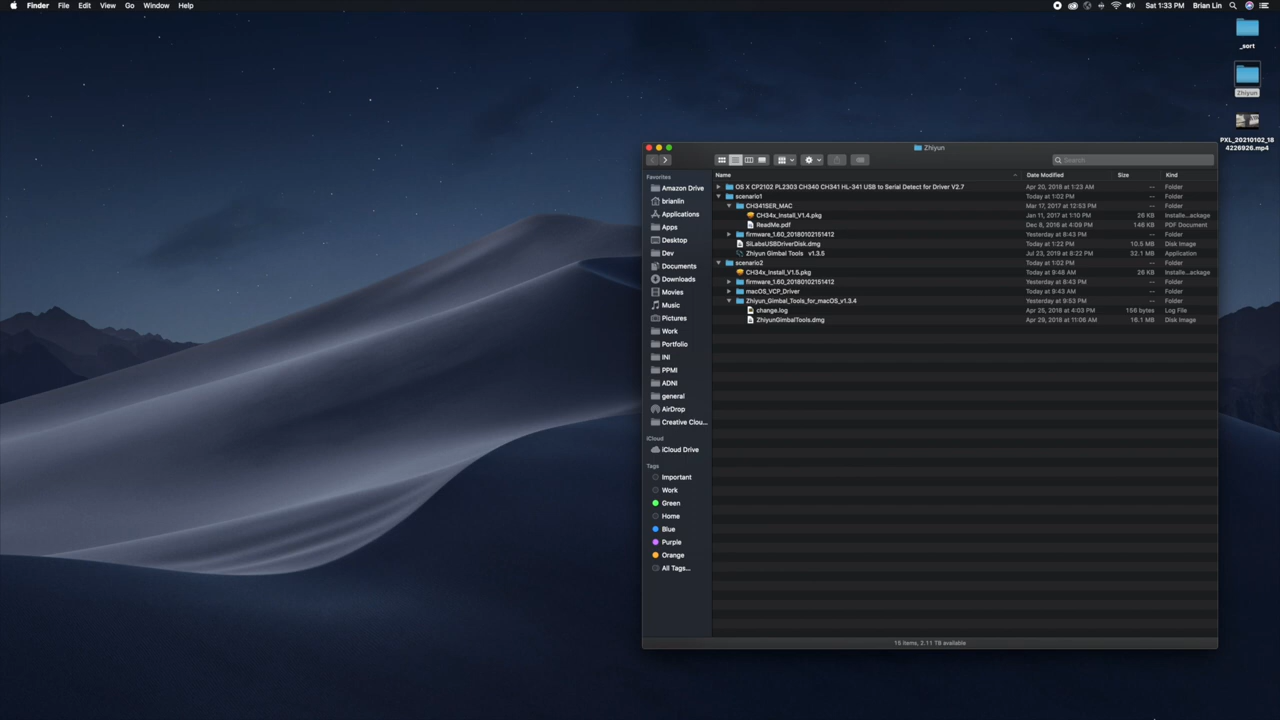 Finder File Edit View Go Window Help
Sat 1:33 PM Brian Lin
_sort
Zhiyun
PXL_20210102_18
4226926.mp4
Zhiyun
Search
Favorites
Amazon Drive
brianlin
Applications
Apps
Desktop
Dev
Documents
Downloads
Movies
Music
Pictures
Work
Portfolio
INI
PPMI
ADNI
general
AirDrop
Creative Clou...
iCloud
iCloud Drive
Tags
Important
Work
Green
Home
Blue
Purple
Orange
All Tags...
Name Date Modified Size Kind
OS X CP2102 PL2303 CH340 CH341 HL-341 USB to Serial Detect for Driver V2.7 Apr 20, 2018 at 1:23 AM -- Folder
scenario1 Today at 1:02 PM -- Folder
CH341SER_MAC Mar 17, 2017 at 12:53 PM -- Folder
CH34x_Install_V1.4.pkg Jan 11, 2017 at 1:10 PM 26 KB Installe...ackage
ReadMe.pdf Dec 8, 2016 at 4:09 PM 146 KB PDF Document
firmware_1.60_20180102151412 Yesterday at 8:43 PM -- Folder
SiLabsUSBDriverDisk.dmg Today at 1:22 PM 10.5 MB Disk Image
Zhiyun Gimbal Tools v1.3.5 Jul 23, 2019 at 8:22 PM 32.1 MB Application
scenario2 Today at 1:02 PM -- Folder
CH34x_Install_V1.5.pkg Today at 9:48 AM 26 KB Installe...ackage
firmware_1.60_20180102151412 Yesterday at 8:43 PM -- Folder
macOS_VCP_Driver Today at 9:43 AM -- Folder
Zhiyun_Gimbal_Tools_for_macOS_v1.3.4 Yesterday at 9:53 PM -- Folder
change.log Apr 25, 2018 at 4:03 PM 156 bytes Log File
ZhiyunGimbalTools.dmg Apr 29, 2018 at 11:06 AM 16.1 MB Disk Image
15 items, 2.11 TB available